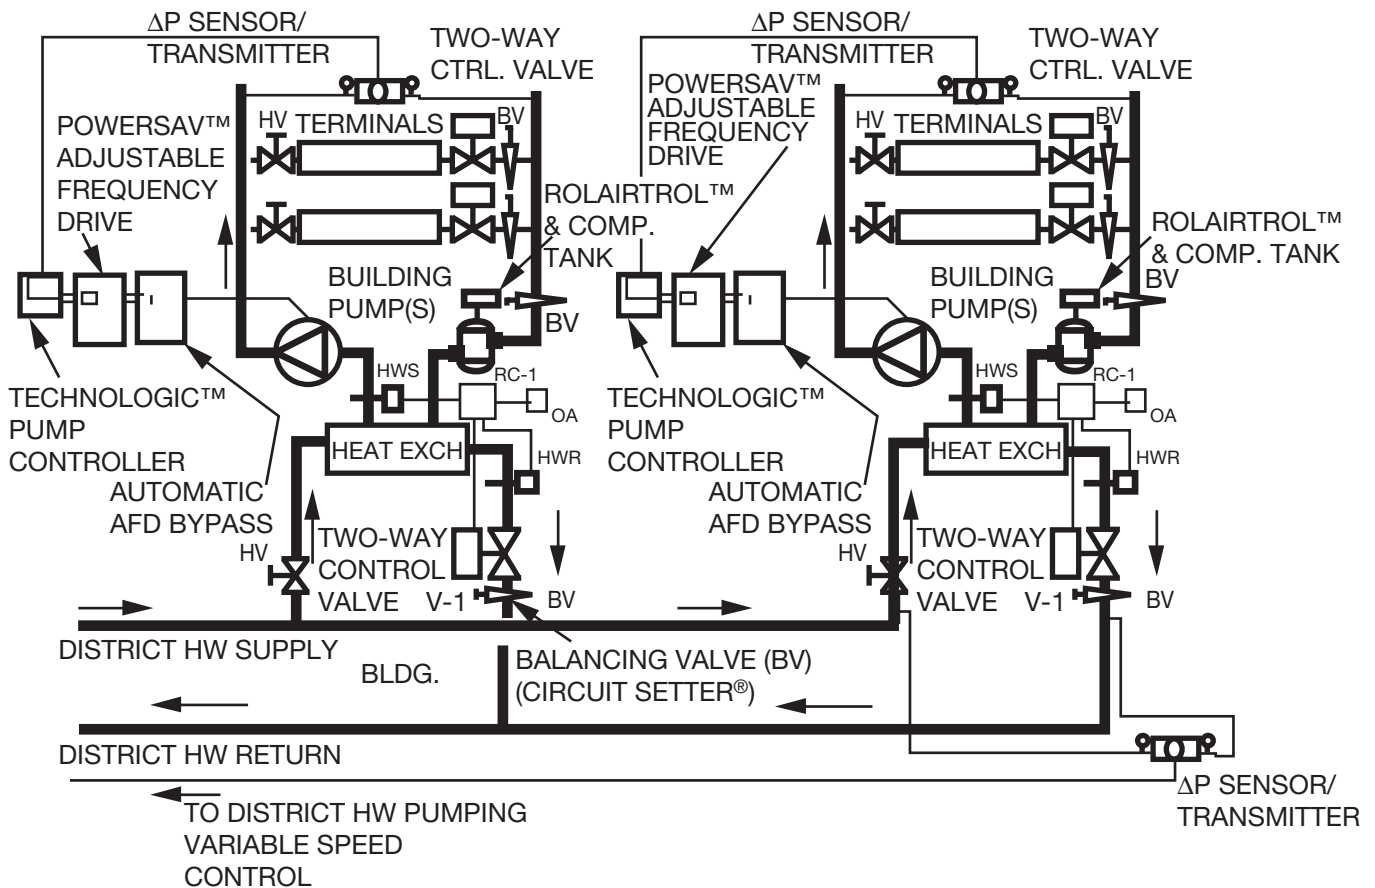 ΔP SENSOR/
TRANSMITTER
TWO-WAY
CTRL. VALVE
POWERSAV™
ADJUSTABLE
FREQUENCY
DRIVE
HV
TERMINALS
BV
ROLAIRTROL™
& COMP.
TANK
BUILDING
PUMP(S)
BV
TECHNOLOGIC™
PUMP
CONTROLLER
HWS
RC-1
OA
HEAT EXCH
HWR
AUTOMATIC
AFD BYPASS
HV
TWO-WAY
CONTROL
VALVE
V-1
BV
ΔP SENSOR/
TRANSMITTER
TWO-WAY
CTRL. VALVE
POWERSAV™
ADJUSTABLE
FREQUENCY
DRIVE
HV
TERMINALS
BV
ROLAIRTROL™
& COMP. TANK
BV
BUILDING
PUMP(S)
TECHNOLOGIC™
PUMP
CONTROLLER
HWS
RC-1
OA
HEAT EXCH
HWR
AUTOMATIC
AFD BYPASS
HV
TWO-WAY
CONTROL
VALVE
V-1
BV
DISTRICT HW SUPPLY
BLDG.
BALANCING VALVE (BV)
(CIRCUIT SETTER®)
DISTRICT HW RETURN
ΔP SENSOR/
TRANSMITTER
TO DISTRICT HW PUMPING
VARIABLE SPEED
CONTROL